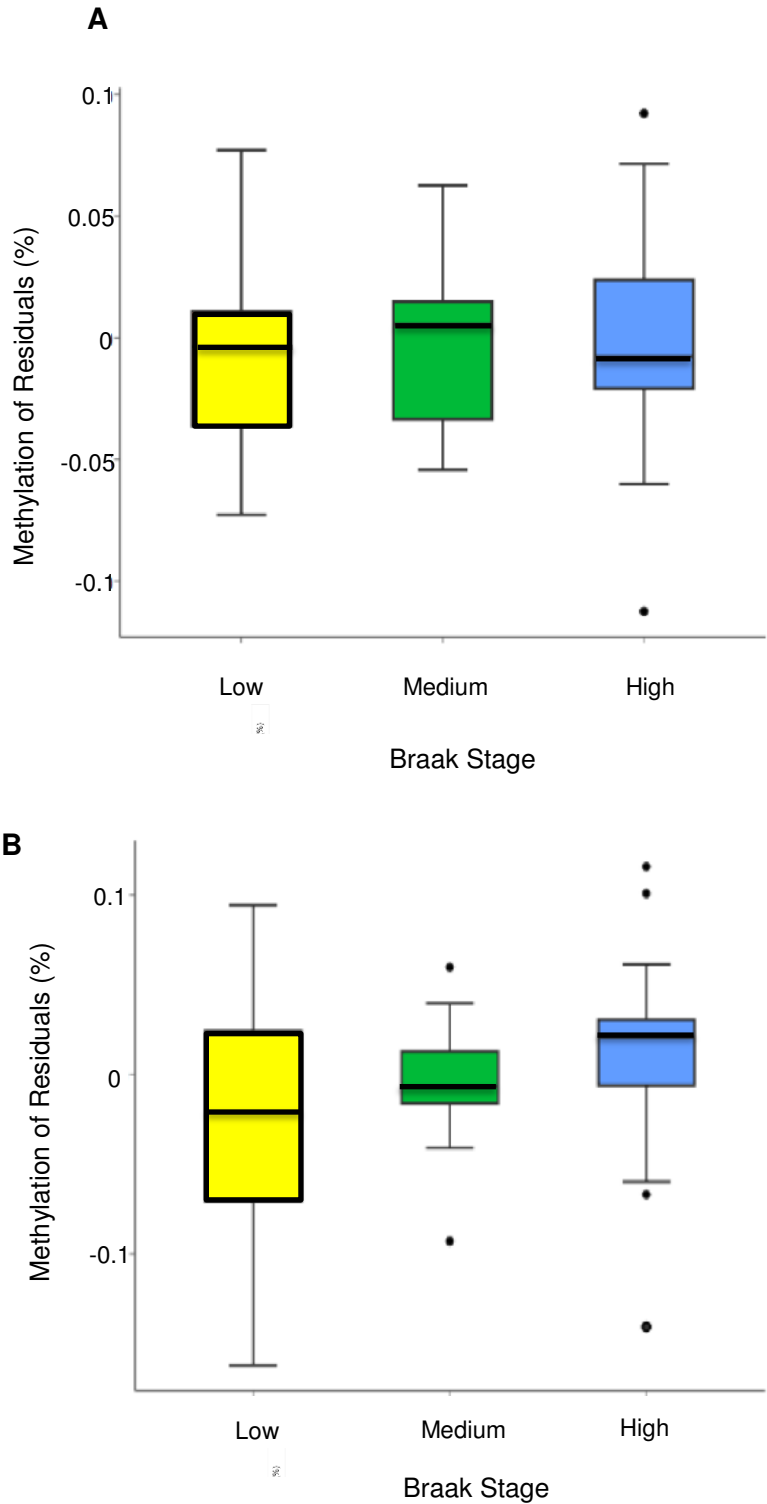 A
0.1
0.05
0
-0.05
-0.1
Methylation of Residuals (%)
Low
Medium
High
%)
Braak Stage
B
0.1
0
-0.1
Methylation of Residuals (%)
Low
Medium
High
%)
Braak Stage